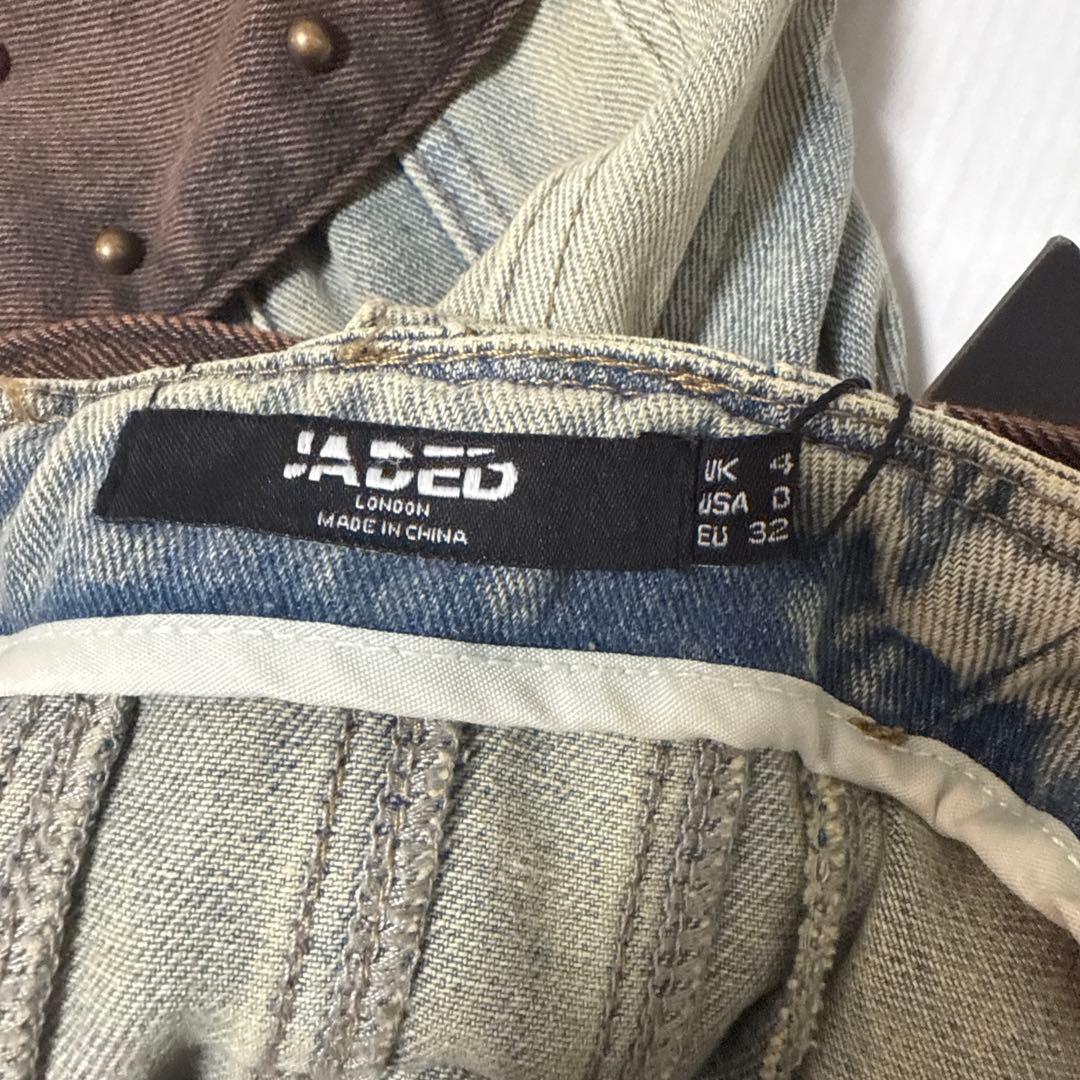 JADED
LONDON
MADE IN CHINA
UK 4
USA 0
EU 32